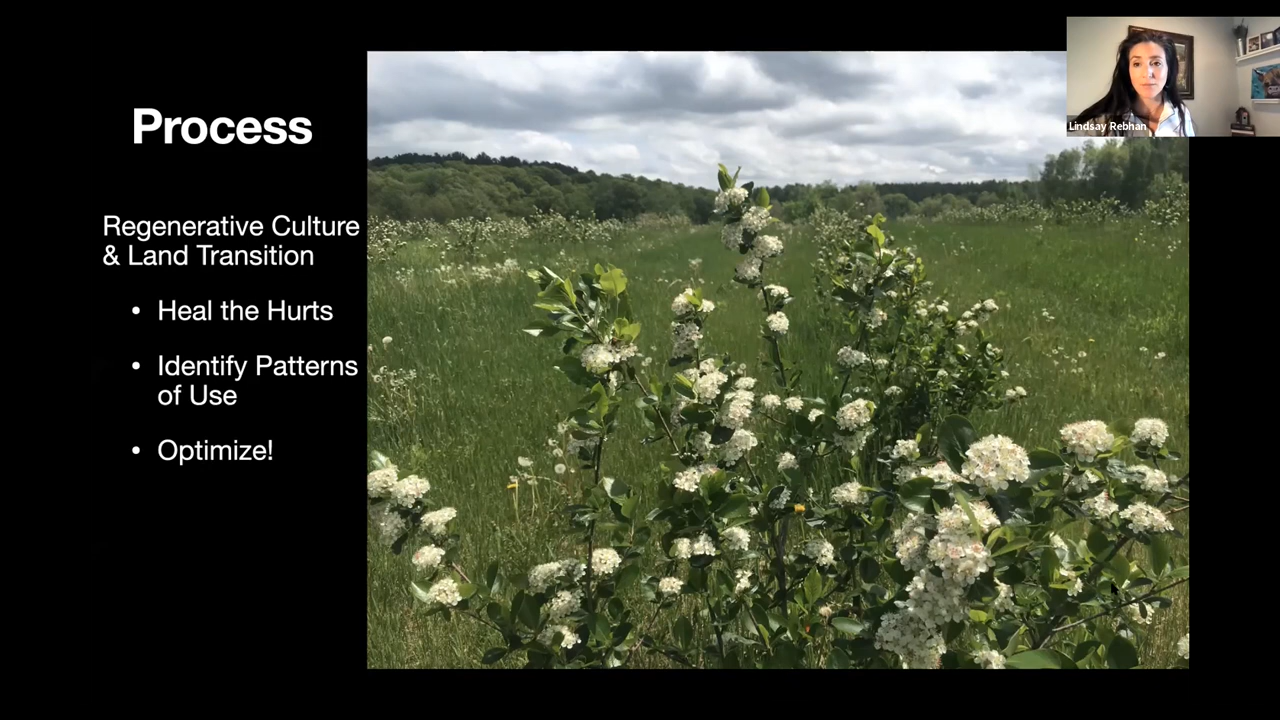 Process
Regenerative Culture
& Land Transition
• Heal the Hurts
• Identify Patterns
of Use
• Optimize!
Lindsay Rebhan